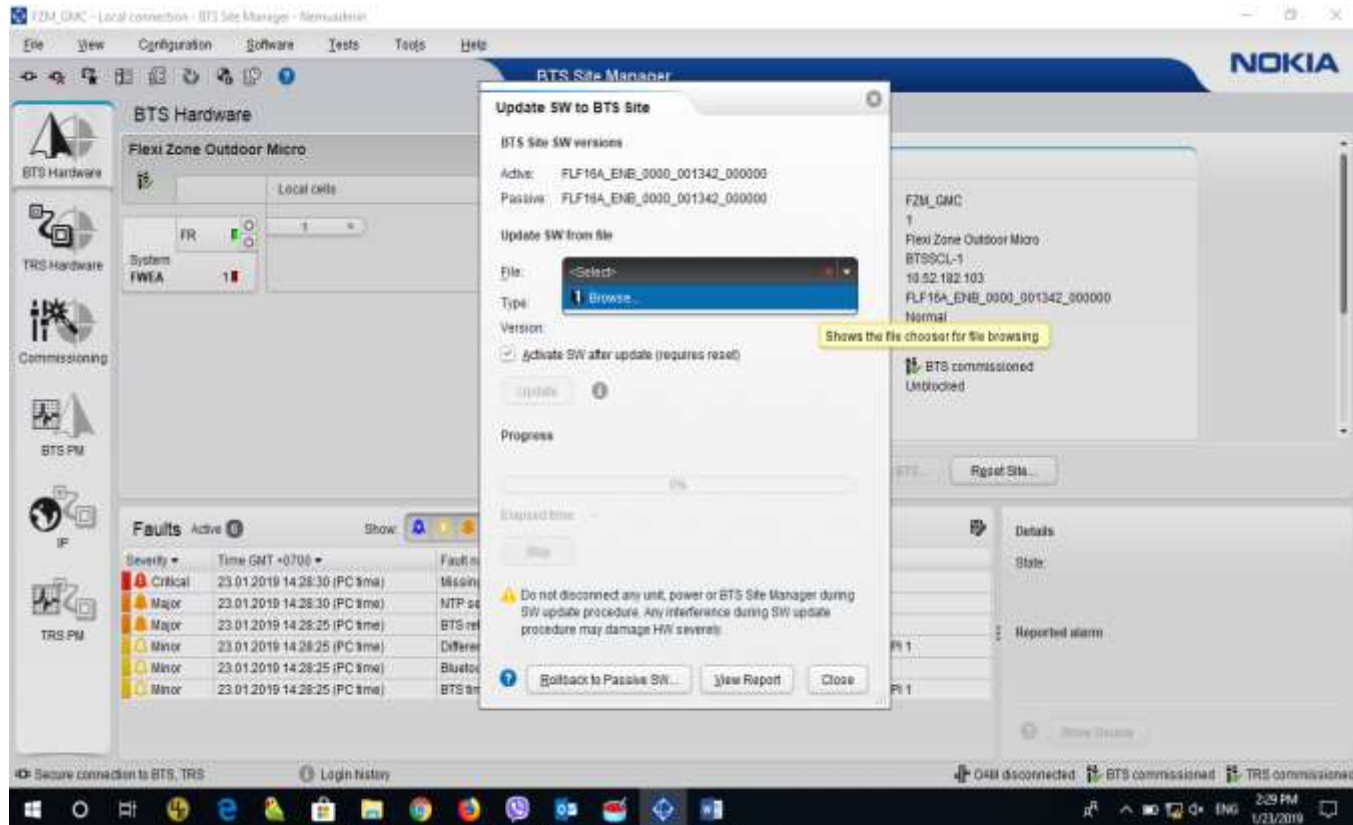 FZM_GMC - Local connection - BTS Site Manager - Nemuadmin
File View Configuration Software Tests Tools Help
NOKIA
BTS Site Manager
BTS Hardware
TRS Hardware
Commissioning
BTS PM
IP
TRS PM
BTS Hardware
Flexi Zone Outdoor Micro
Local cells
FR
1
System
FWEA 1
Update SW to BTS Site
BTS Site SW versions
Active: FLF16A_ENB_0000_001342_000000
Passive: FLF16A_ENB_0000_001342_000000
Update SW from file
File: <Select>
Browse...
Type:
Version:
Shows the file chooser for file browsing
Activate SW after update (requires reset)
Update
Progress
0%
Elapsed time: -
Stop
Do not disconnect any unit, power or BTS Site Manager during
SW update procedure. Any interference during SW update
procedure may damage HW severely
Rollback to Passive SW... View Report Close
FZM_GMC
1
Flexi Zone Outdoor Micro
BTSSCL-1
10.52.182.103
FLF16A_ENB_0000_001342_000000
Normal
BTS commissioned
Unblocked
Reset Site...
Faults Active Show:
Severity Time GMT +0700
Critical 23.01.2019 14:28:30 (PC time) Missing
Major 23.01.2019 14:28:30 (PC time) NTP
Major 23.01.2019 14:28:25 (PC time) BTS
Minor 23.01.2019 14:28:25 (PC time)
Minor 23.01.2019 14:28:25 (PC time)
Minor 23.01.2019 14:28:25 (PC time) BTS
Details
State:
Reported alarm
Show Source
Secure connection to BTS, TRS Login history O&M disconnected BTS commissioned TRS commissioned
ENG 2:29 PM
1/23/2019